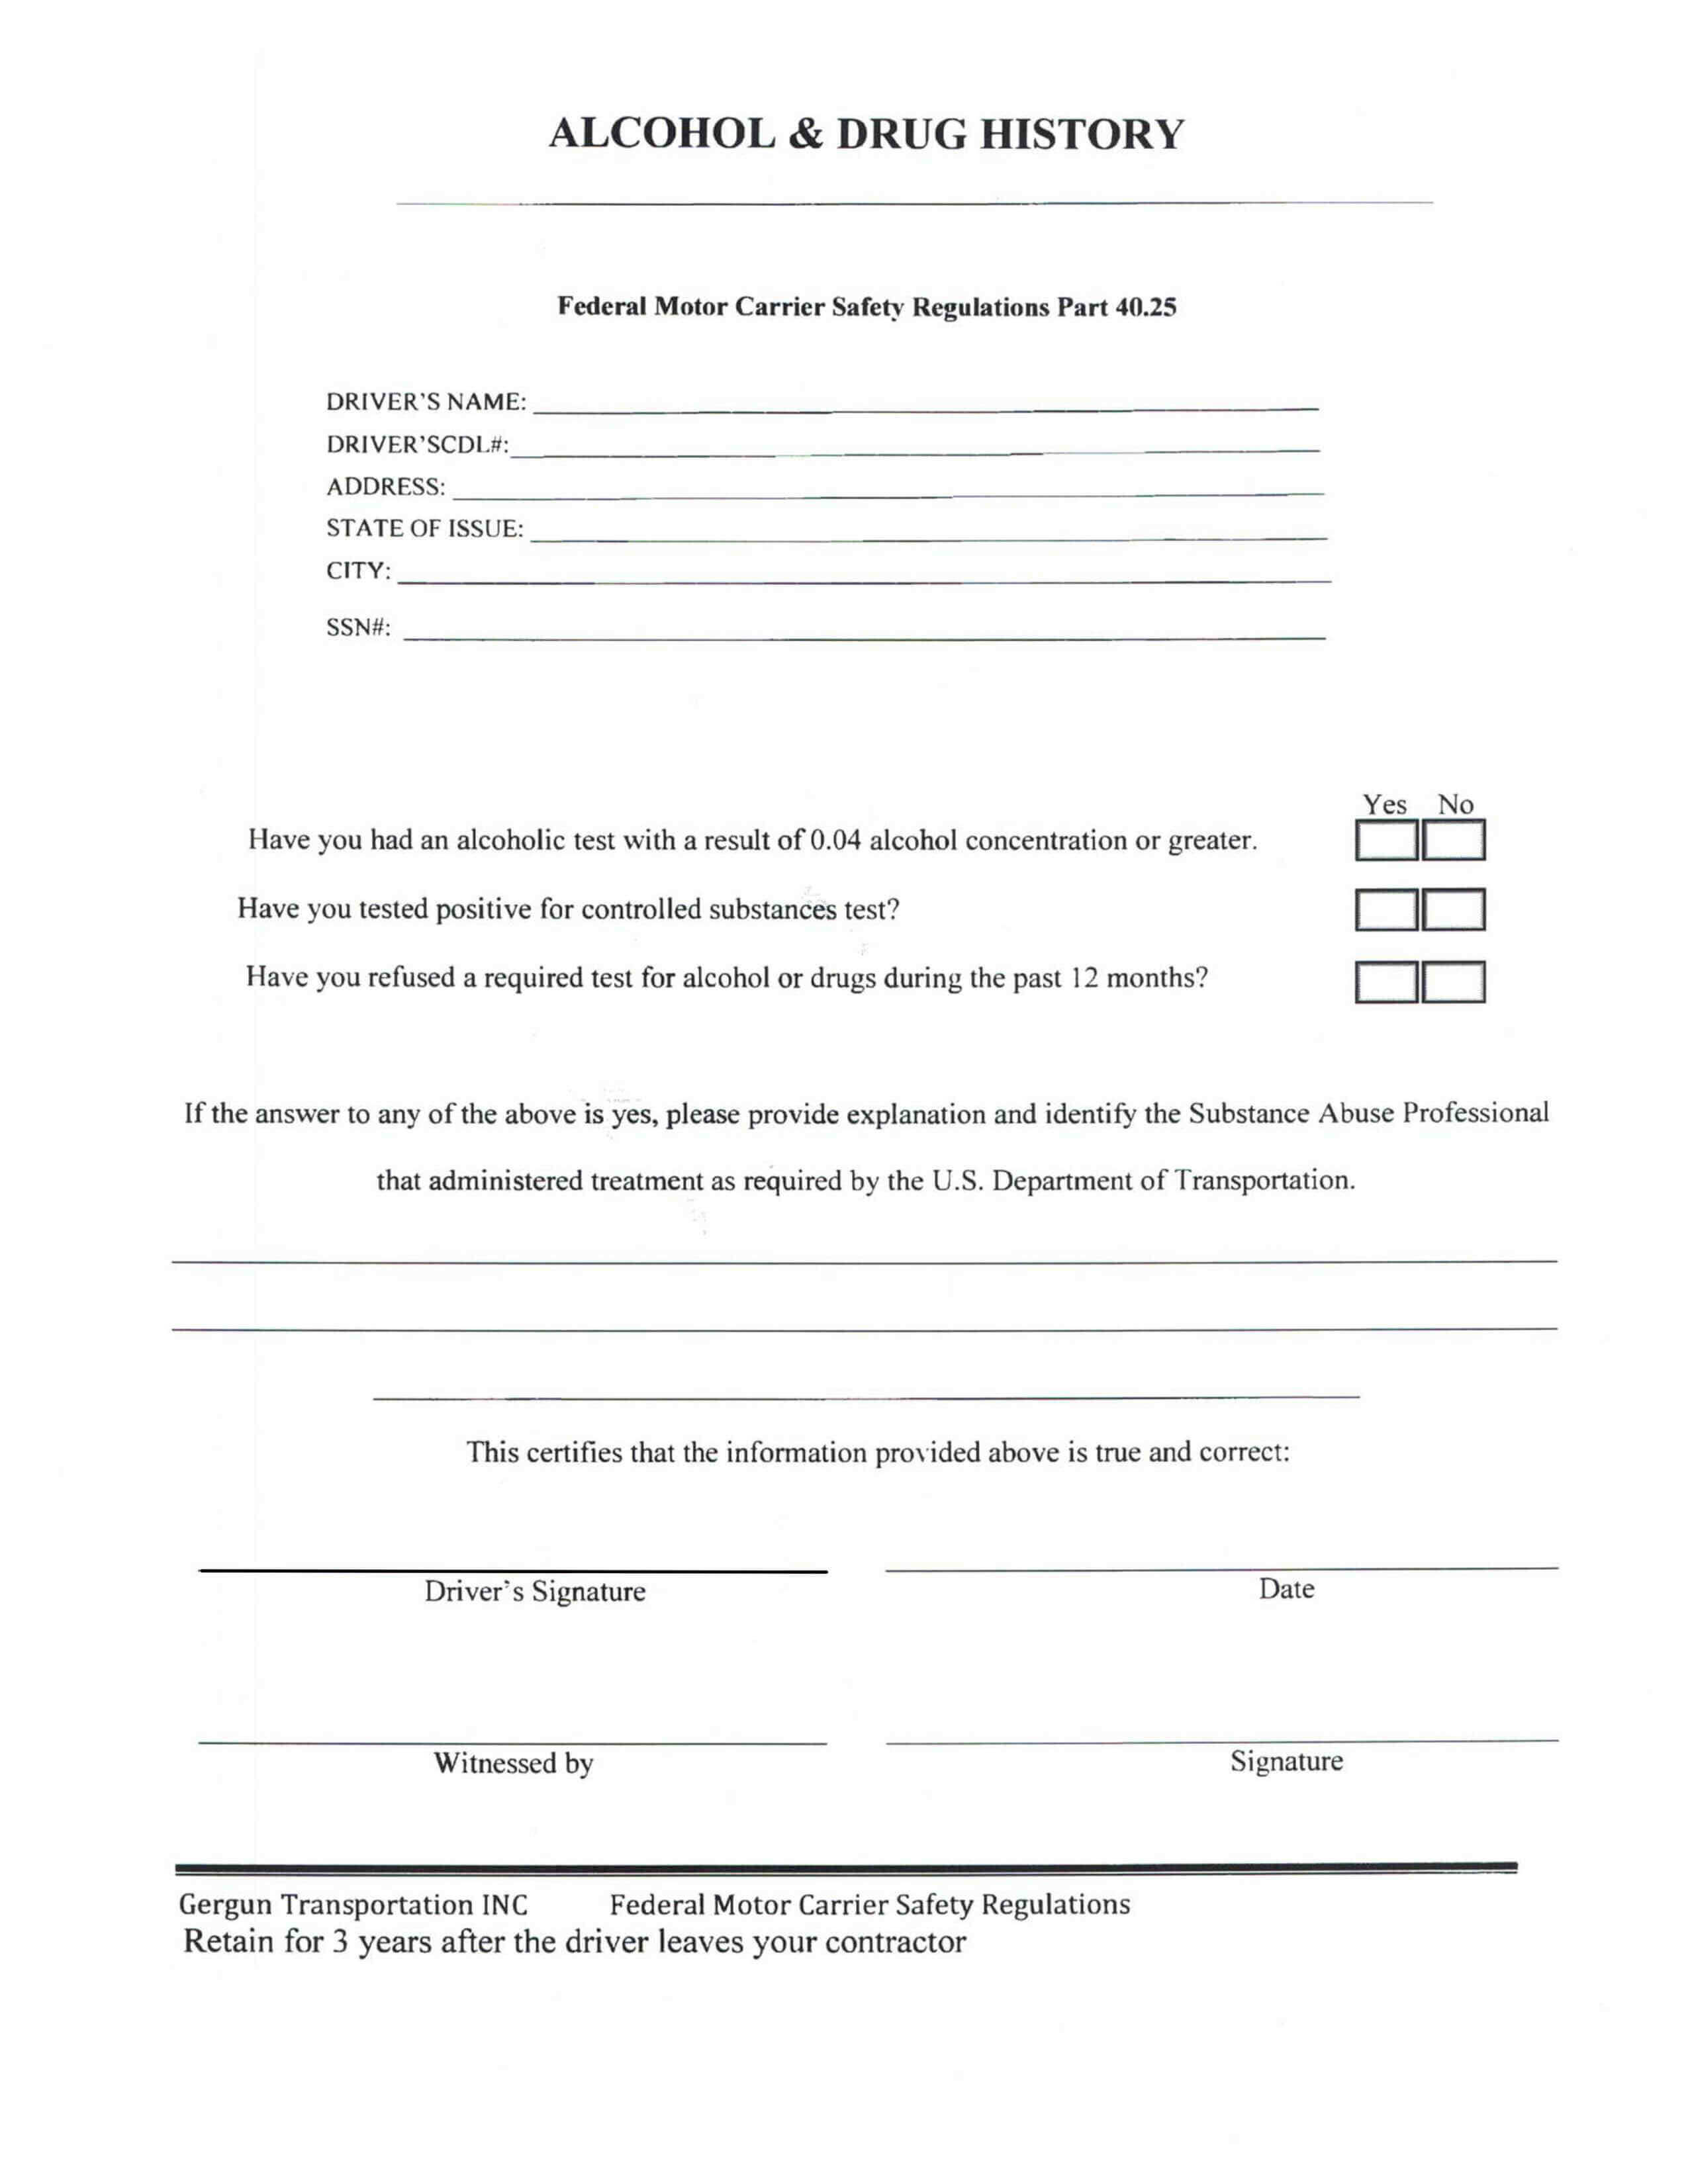 ALCOHOL & DRUG HISTORY
Federal Motor Carrier Safety Regulations Part 40.25
DRIVER'S NAME:
DRIVER'SCDL#:
ADDRESS:
STATE OF ISSUE:
CITY:
SSN#:
Yes No
Have you had an alcoholic test with a result of 0.04 alcohol concentration or greater.
Have you tested positive for controlled substances test?
Have you refused a required test for alcohol or drugs during the past 12 months?
If the answer to any of the above is yes, please provide explanation and identify the Substance Abuse Professional
that administered treatment as required by the U.S. Department of Transportation.
This certifies that the information provided above is true and correct:
Driver's Signature Date
Witnessed by Signature
Gergun Transportation INC Federal Motor Carrier Safety Regulations
Retain for 3 years after the driver leaves your contractor